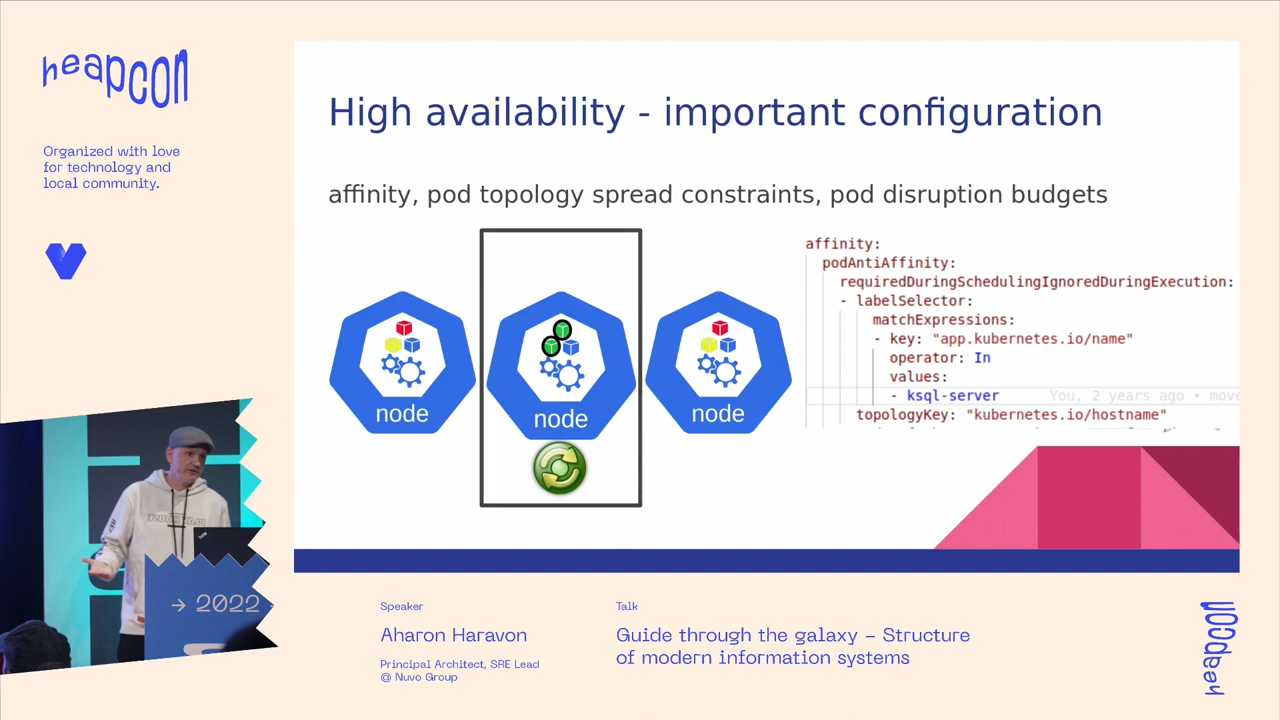 heapcon
Organized with love
for technology and
local community.
High availability - important configuration
affinity, pod topology spread constraints, pod disruption budgets
node
node
node
affinity:
podAntiAffinity:
requiredDuringSchedulingIgnoredDuringExecution:
- labelSelector:
matchExpressions:
- key: "app.kubernetes.io/name"
operator: In
values:
- ksql-server You, 2 years ago • move
topologyKey: "kubernetes.io/hostname"
→ 2022
Speaker
Aharon Haravon
Principal Architect, SRE Lead
@ Nuvo Group
Talk
Guide through the galaxy – Structure
of modern information systems
heapcon